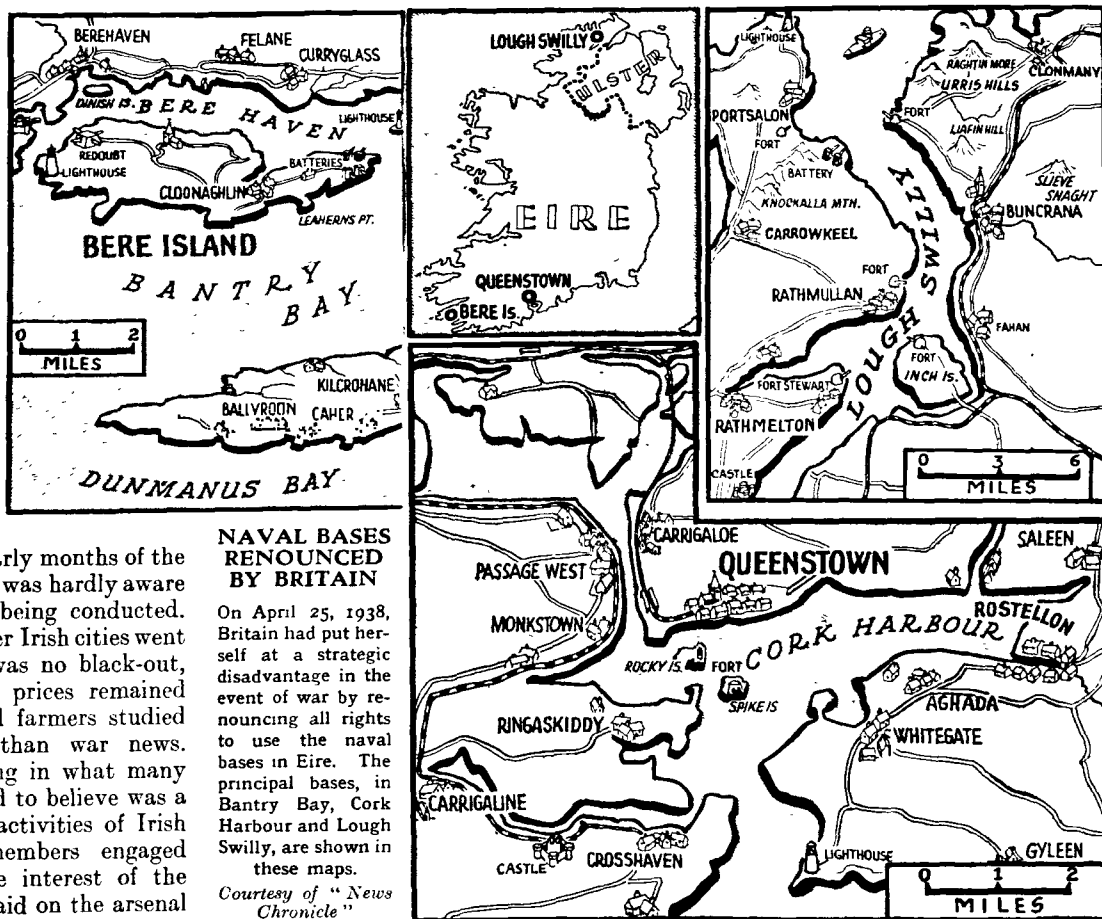 BEREHAVEN
FELANE
CURRYGLASS
DINISH IS.
BERE HAVEN
LIGHTHOUSE
REDOUBT
LIGHTHOUSE
BATTERIES
CLOONAGHLIN
LEAHERNS PT.
BERE ISLAND
BANTRY
BAY
0 1 2
MILES
KILCROHANE
BALLYROON
CAHER
DUNMANUS BAY
LOUGH SWILLY
ULSTER
EIRE
QUEENSTOWN
BERE Is.
LIGHTHOUSE
RAGHTIN MORE
CLONMANY
URRIS HILLS
FORT
PORTSALON
FORT
LIAFIN HILL
BATTERY
SLIEVE
SNAGHT
KNOCKALLA MTN.
BUNCRANA
CARROWKEEL
FORT
RATHMULLAN
LOUGH SWILLY
FAHAN
FORT
INCH IS.
FORT STEWART
RATHMELTON
CASTLE
0 3 6
MILES
CARRIGALOE
QUEENSTOWN
SALEEN
PASSAGE WEST
ROSTELLON
MONKSTOWN
CORK HARBOUR
ROCKY IS.
FORT
SPIKE IS
AGHADA
RINGASKIDDY
WHITEGATE
CARRIGALINE
CASTLE
CROSSHAVEN
LIGHTHOUSE
GYLEEN
0 1 2
MILES
arly months of the
was hardly aware
being conducted.
er Irish cities went
was no black-out,
prices remained
l farmers studied
than war news.
ng in what many
d to believe was a
activities of Irish
members engaged
e interest of the
aid on the arsenal
NAVAL BASES
RENOUNCED
BY BRITAIN
On April 25, 1938,
Britain had put her-
self at a strategic
disadvantage in the
event of war by re-
nouncing all rights
to use the naval
bases in Eire. The
principal bases, in
Bantry Bay, Cork
Harbour and Lough
Swilly, are shown in
these maps.
Courtesy of " News
Chronicle "